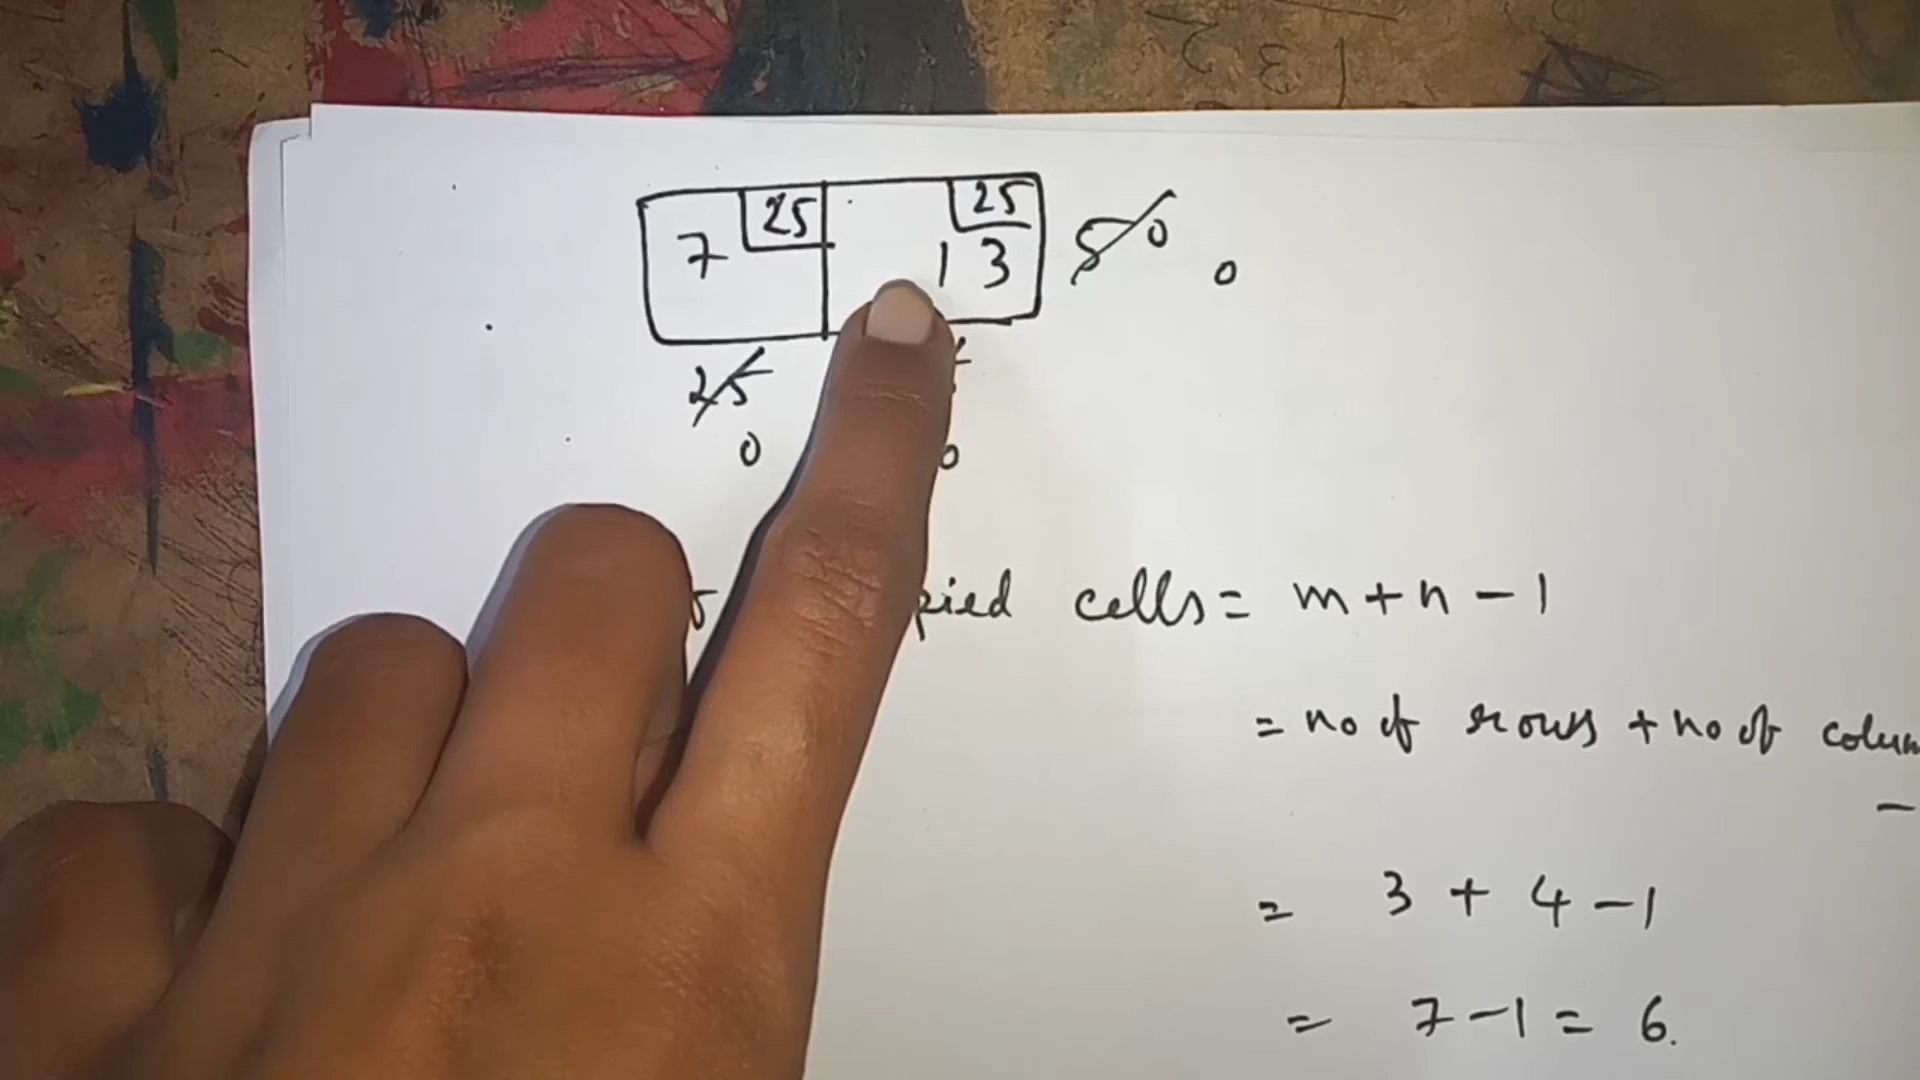 25 25
7 13 50 0
25
0 0
cells = m + n - 1
= no of rows + no of
-
= 3 + 4 - 1
= 7 - 1 = 6.